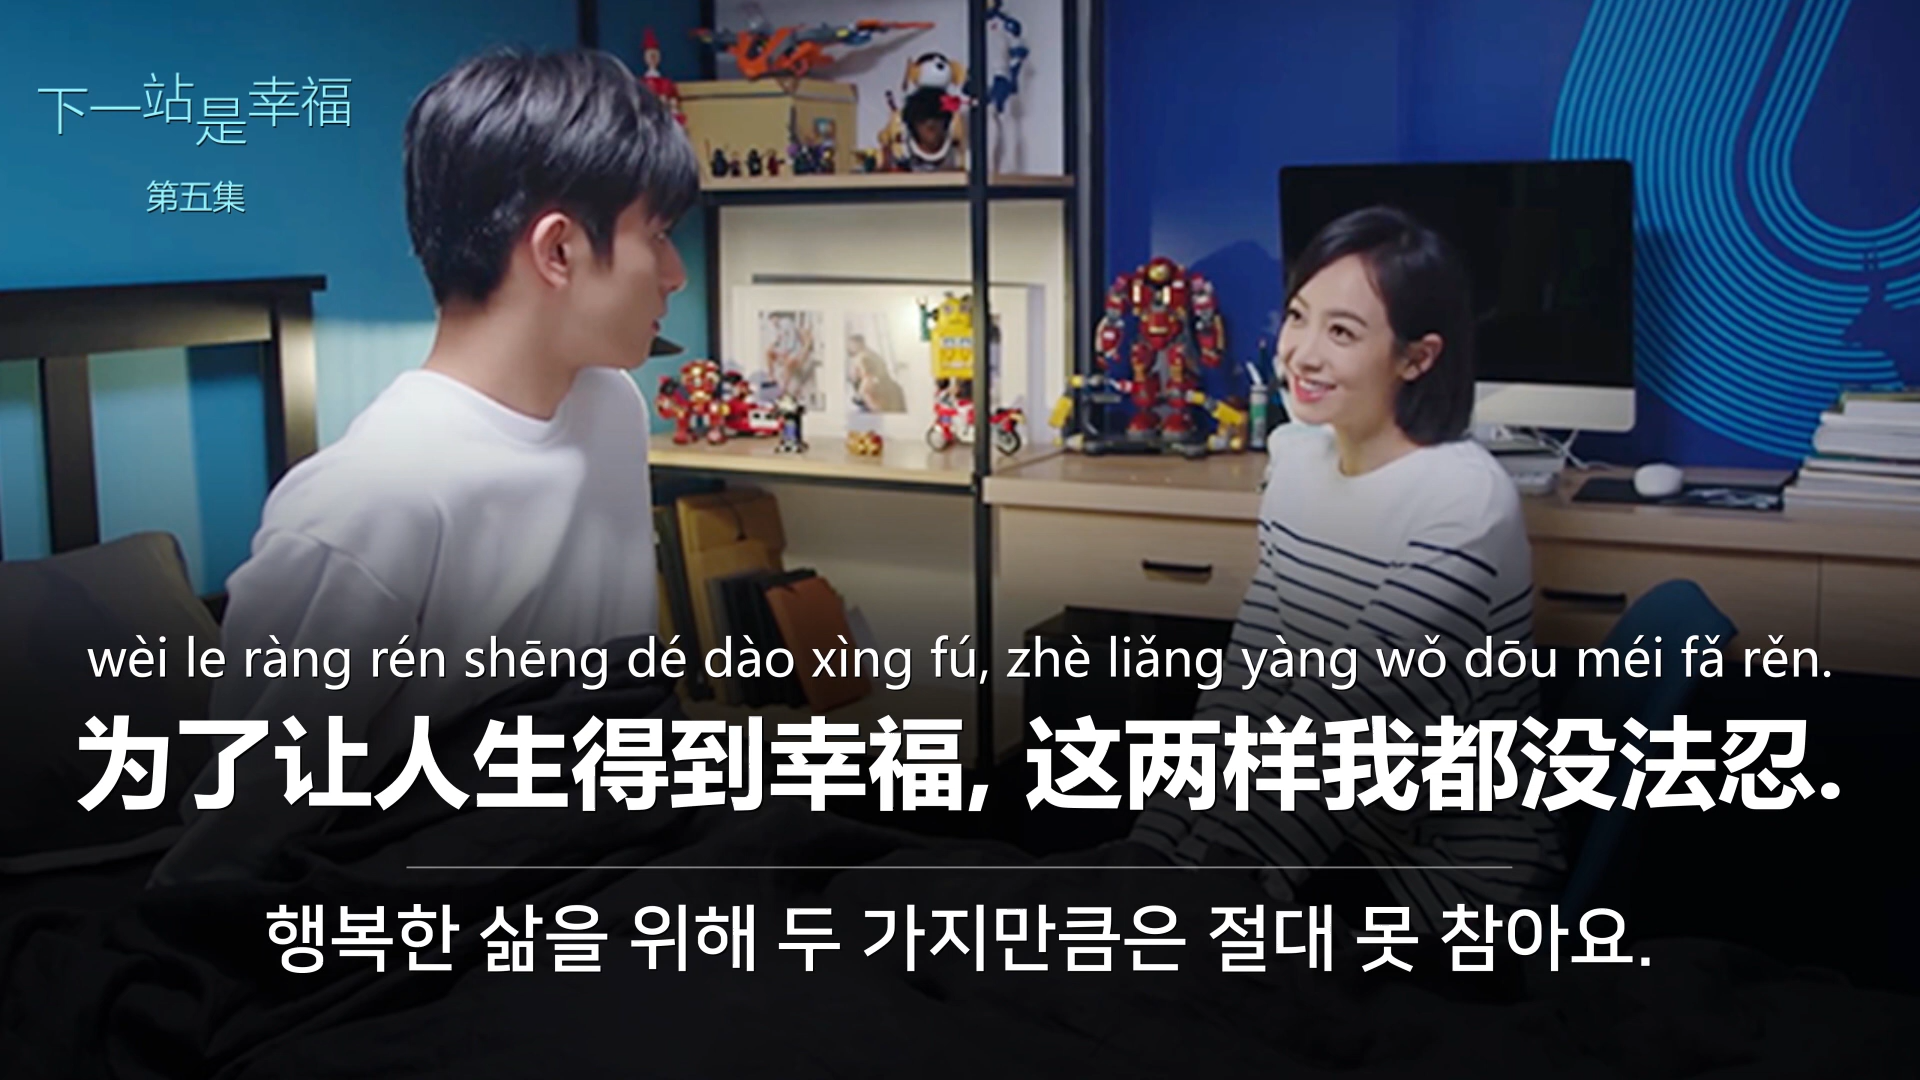 下一站是幸福
第五集
wèi le ràng rén shēng dé dào xìng fú, zhè liǎng yàng wǒ dōu méi fǎ rěn.
为了让人生得到幸福, 这两样我都没法忍.
행복한 삶을 위해 두 가지만큼은 절대 못 참아요.